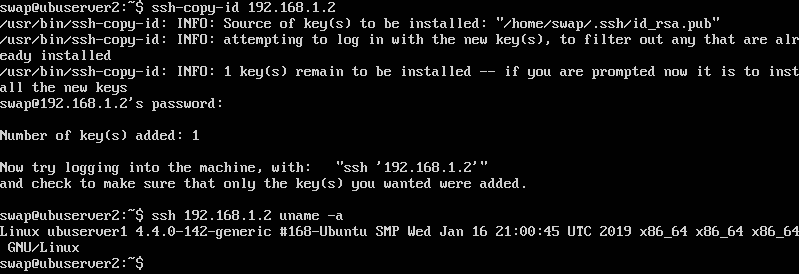 swap@ubuserver2:~$ ssh-copy-id 192.168.1.2
/usr/bin/ssh-copy-id: INFO: Source of key(s) to be installed: "/home/swap/.ssh/id_rsa.pub"
/usr/bin/ssh-copy-id: INFO: attempting to log in with the new key(s), to filter out any that are alr
eady installed
/usr/bin/ssh-copy-id: INFO: 1 key(s) remain to be installed -- if you are prompted now it is to inst
all the new keys
swap@192.168.1.2's password:
Number of key(s) added: 1
Now try logging into the machine, with:   "ssh '192.168.1.2'"
and check to make sure that only the key(s) you wanted were added.
swap@ubuserver2:~$ ssh 192.168.1.2 uname -a
Linux ubuserver1 4.4.0-142-generic #168-Ubuntu SMP Wed Jan 16 21:00:45 UTC 2019 x86_64 x86_64 x86_64
 GNU/Linux
swap@ubuserver2:~$